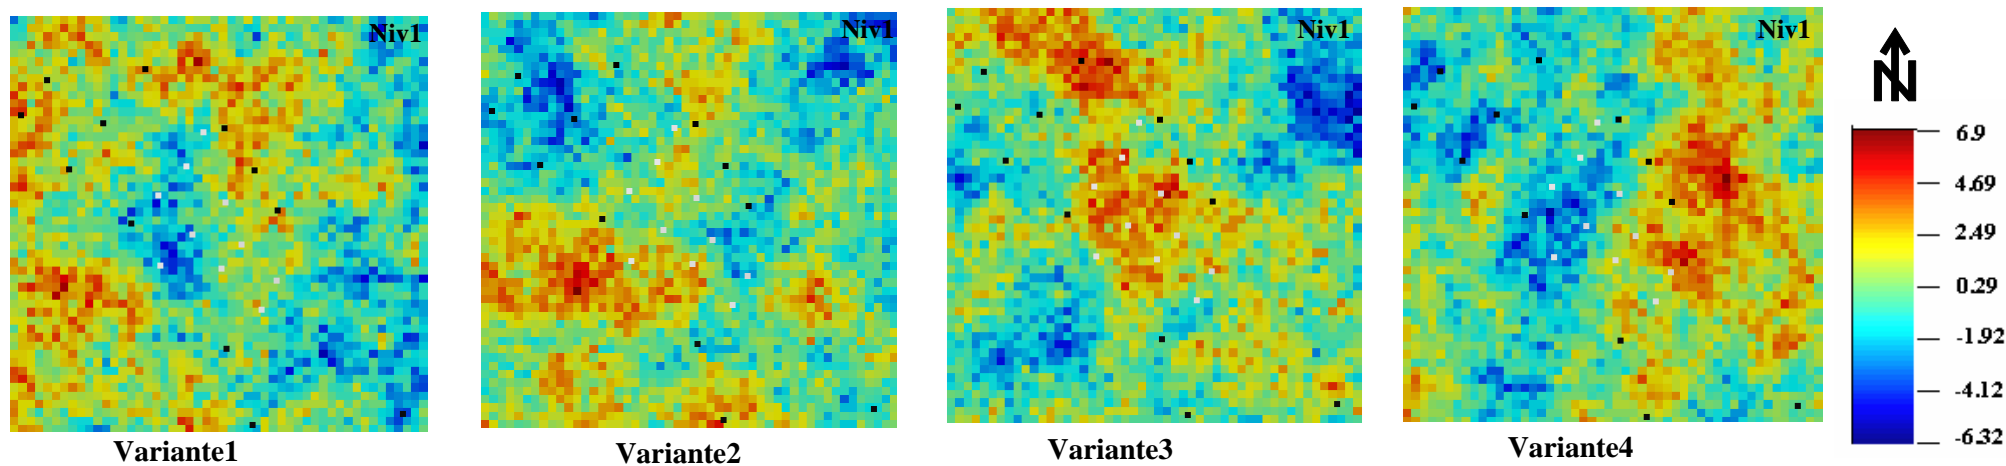 Niv1
Niv1
Niv1
Niv1
N
6.9
4.69
2.49
0.29
-1.92
-4.12
-6.32
Variante1
Variante2
Variante3
Variante4